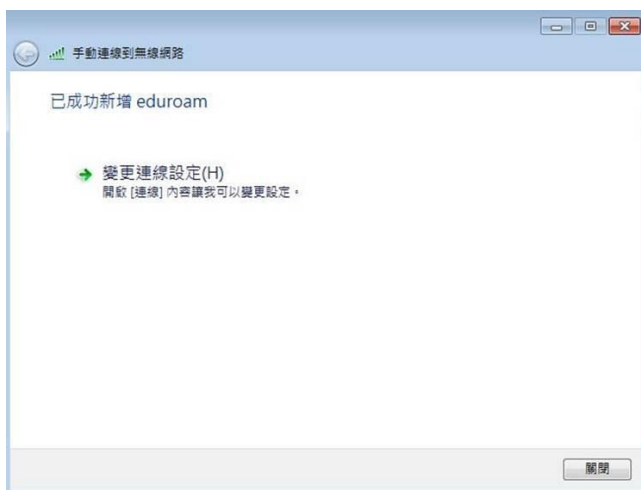 手動連線到無線網路
已成功新增 eduroam
變更連線設定(H)
開啟 [連線] 內容讓我可以變更設定。
關閉